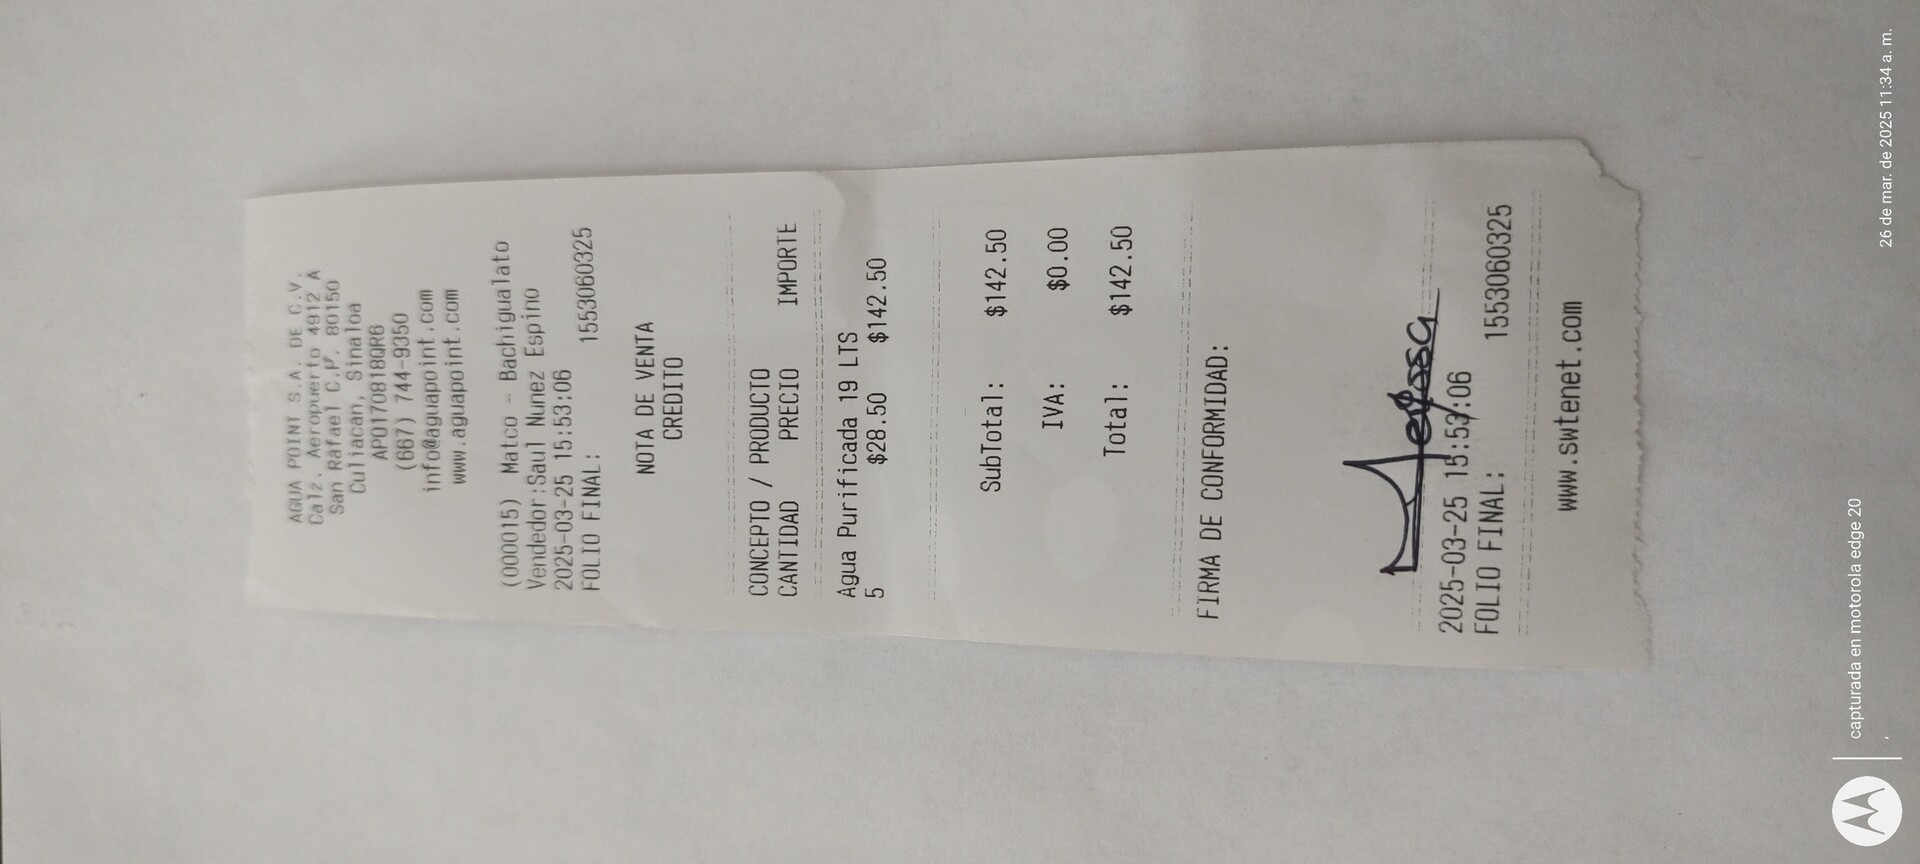 AGUA POINT S.A. DE C.V.
Calz. Aeropuerto 4912 A
San Rafael C.P. 80150
Culiacan, Sinaloa
APO170818QR6
(667) 744-9350
info@aguapoint.com
www.aguapoint.com
(000015) Matco - Bachigualato
Vendedor:Saul Nunez Espino
2025-03-25 15:53:06
FOLIO FINAL: 1553060325
NOTA DE VENTA
CREDITO
CONCEPTO / PRODUCTO
CANTIDAD PRECIO IMPORTE
Agua Purificada 19 LTS
5 $28.50 $142.50
SubTotal: $142.50
IVA: $0.00
Total: $142.50
FIRMA DE CONFORMIDAD:
2025-03-25 15:53:06
FOLIO FINAL: 1553060325
www.swtenet.com
capturada en motorola edge 20
26 de mar. de 2025 11:34 a. m.